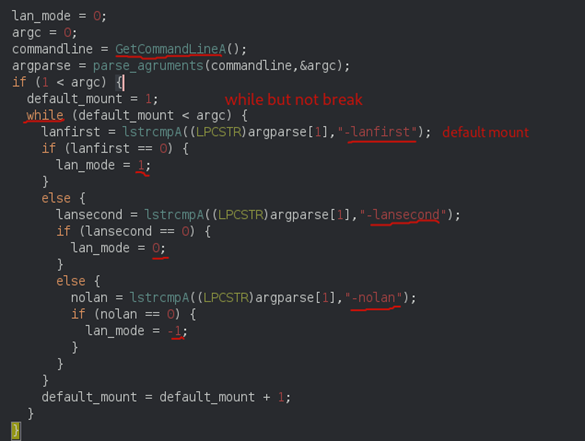 lan_mode = 0;
argc = 0;
commandline = GetCommandLineA();
argparse = parse_agruments(commandline,&argc);
if (1 < argc) {
default_mount = 1; while but not break
while (default_mount < argc) {
lanfirst = lstrcmpA((LPCSTR)argparse[1],"-lanfirst"); default mount
if (lanfirst == 0) {
lan_mode = 1;
}
else {
lansecond = lstrcmpA((LPCSTR)argparse[1],"-lansecond");
if (lansecond == 0) {
lan_mode = 0;
}
else {
nolan = lstrcmpA((LPCSTR)argparse[1],"-nolan");
if (nolan == 0) {
lan_mode = -1;
}
}
}
default_mount = default_mount + 1;
}
}